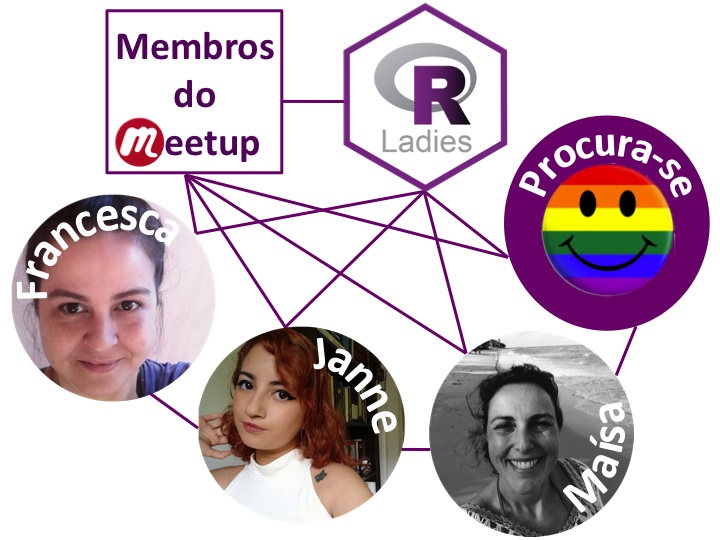 Membros
do
meetup
R
Ladies
Procura-se
Francesca
Janne
Maísa